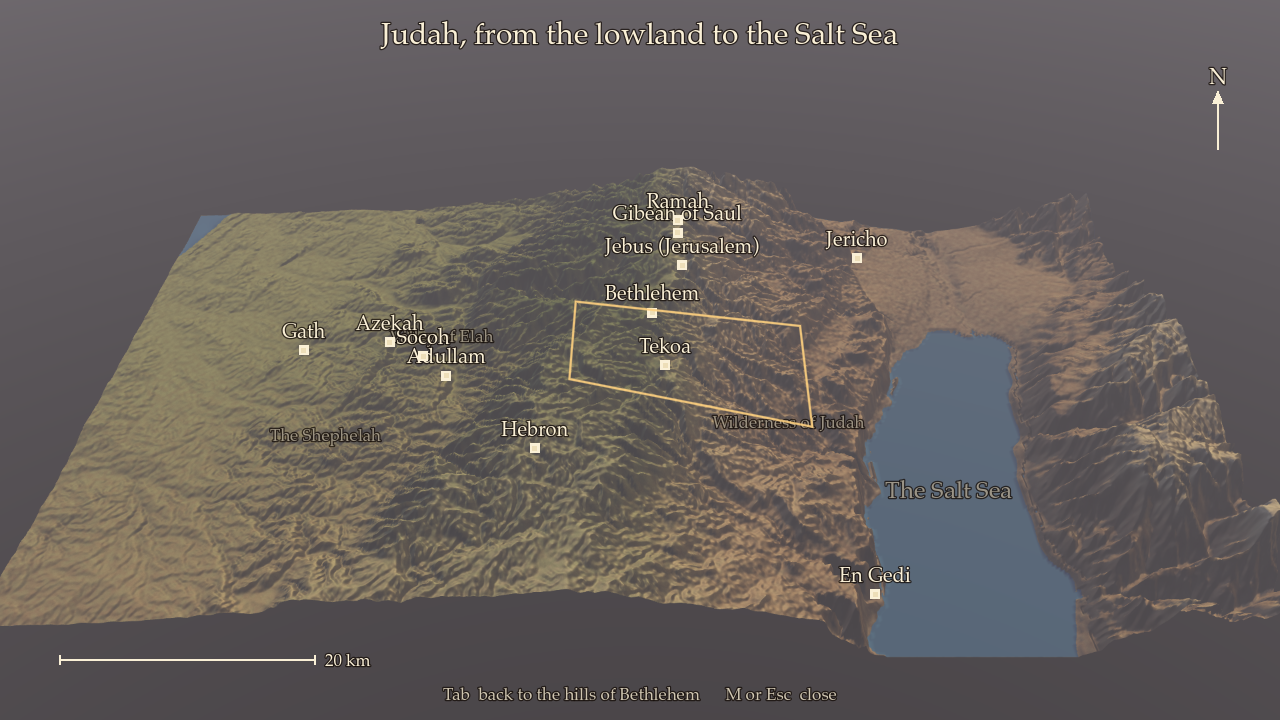 Judah, from the lowland to the Salt Sea
N
Ramah
Gibeah of Saul
Jebus (Jerusalem)
Jericho
Bethlehem
Gath
Azekah
Socoh
f Elah
Adullam
Tekoa
Wilderness of Judah
Hebron
The Shephelah
The Salt Sea
En Gedi
20 km
Tab back to the hills of Bethlehem M or Esc close